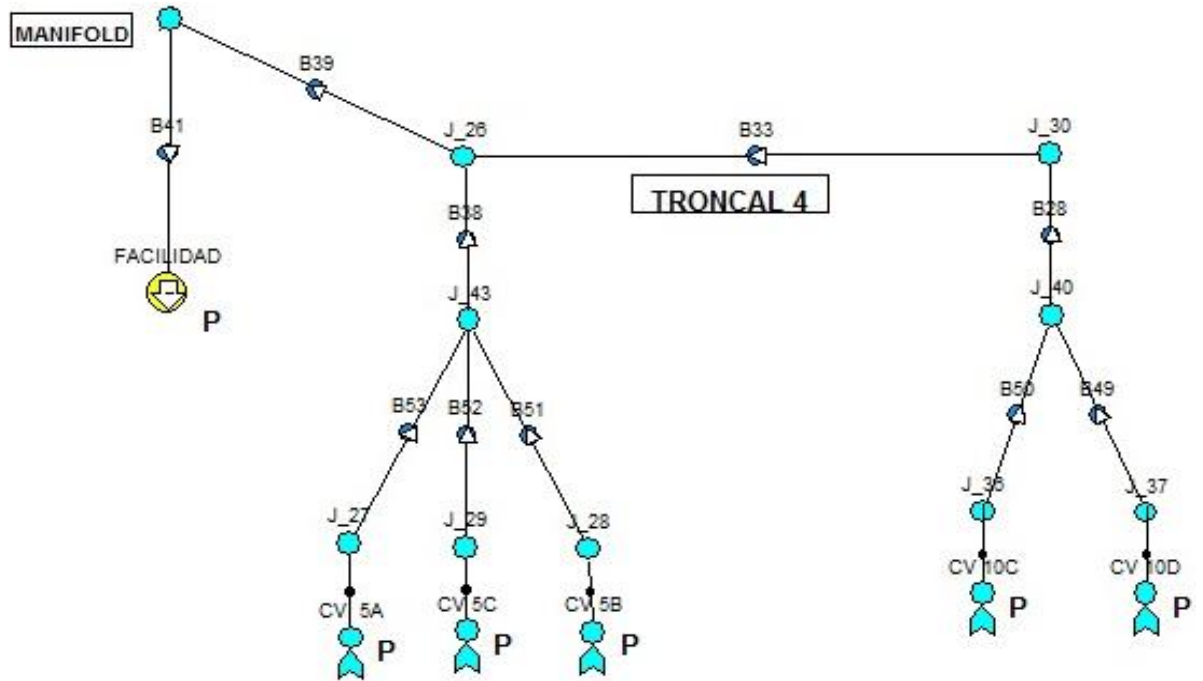 MANIFOLD
B39
B41
J_26
B33
J_30
TRONCAL 4
B38
B28
FACILIDAD
P
J_43
J_40
B53
B52
B51
B50
B49
J_27
J_29
J_28
J_37
CV 5A
CV 5C
CV 5B
CV 10C
CV 10D
P
P
P
P
P